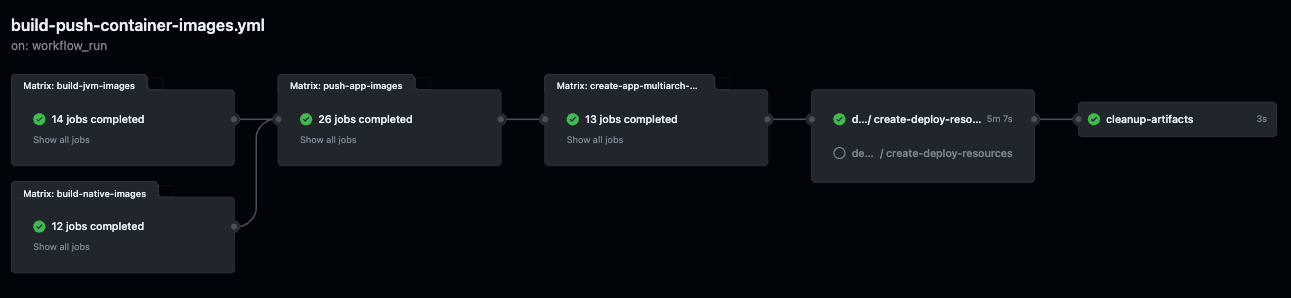 build-push-container-images.yml
on: workflow_run
Matrix: build-jvm-images
14 jobs completed
Show all jobs
Matrix: build-native-images
12 jobs completed
Show all jobs
Matrix: push-app-images
26 jobs completed
Show all jobs
Matrix: create-app-multiarch-...
13 jobs completed
Show all jobs
d.../ create-deploy-reso... 5m 7s
de... / create-deploy-resources
cleanup-artifacts 3s